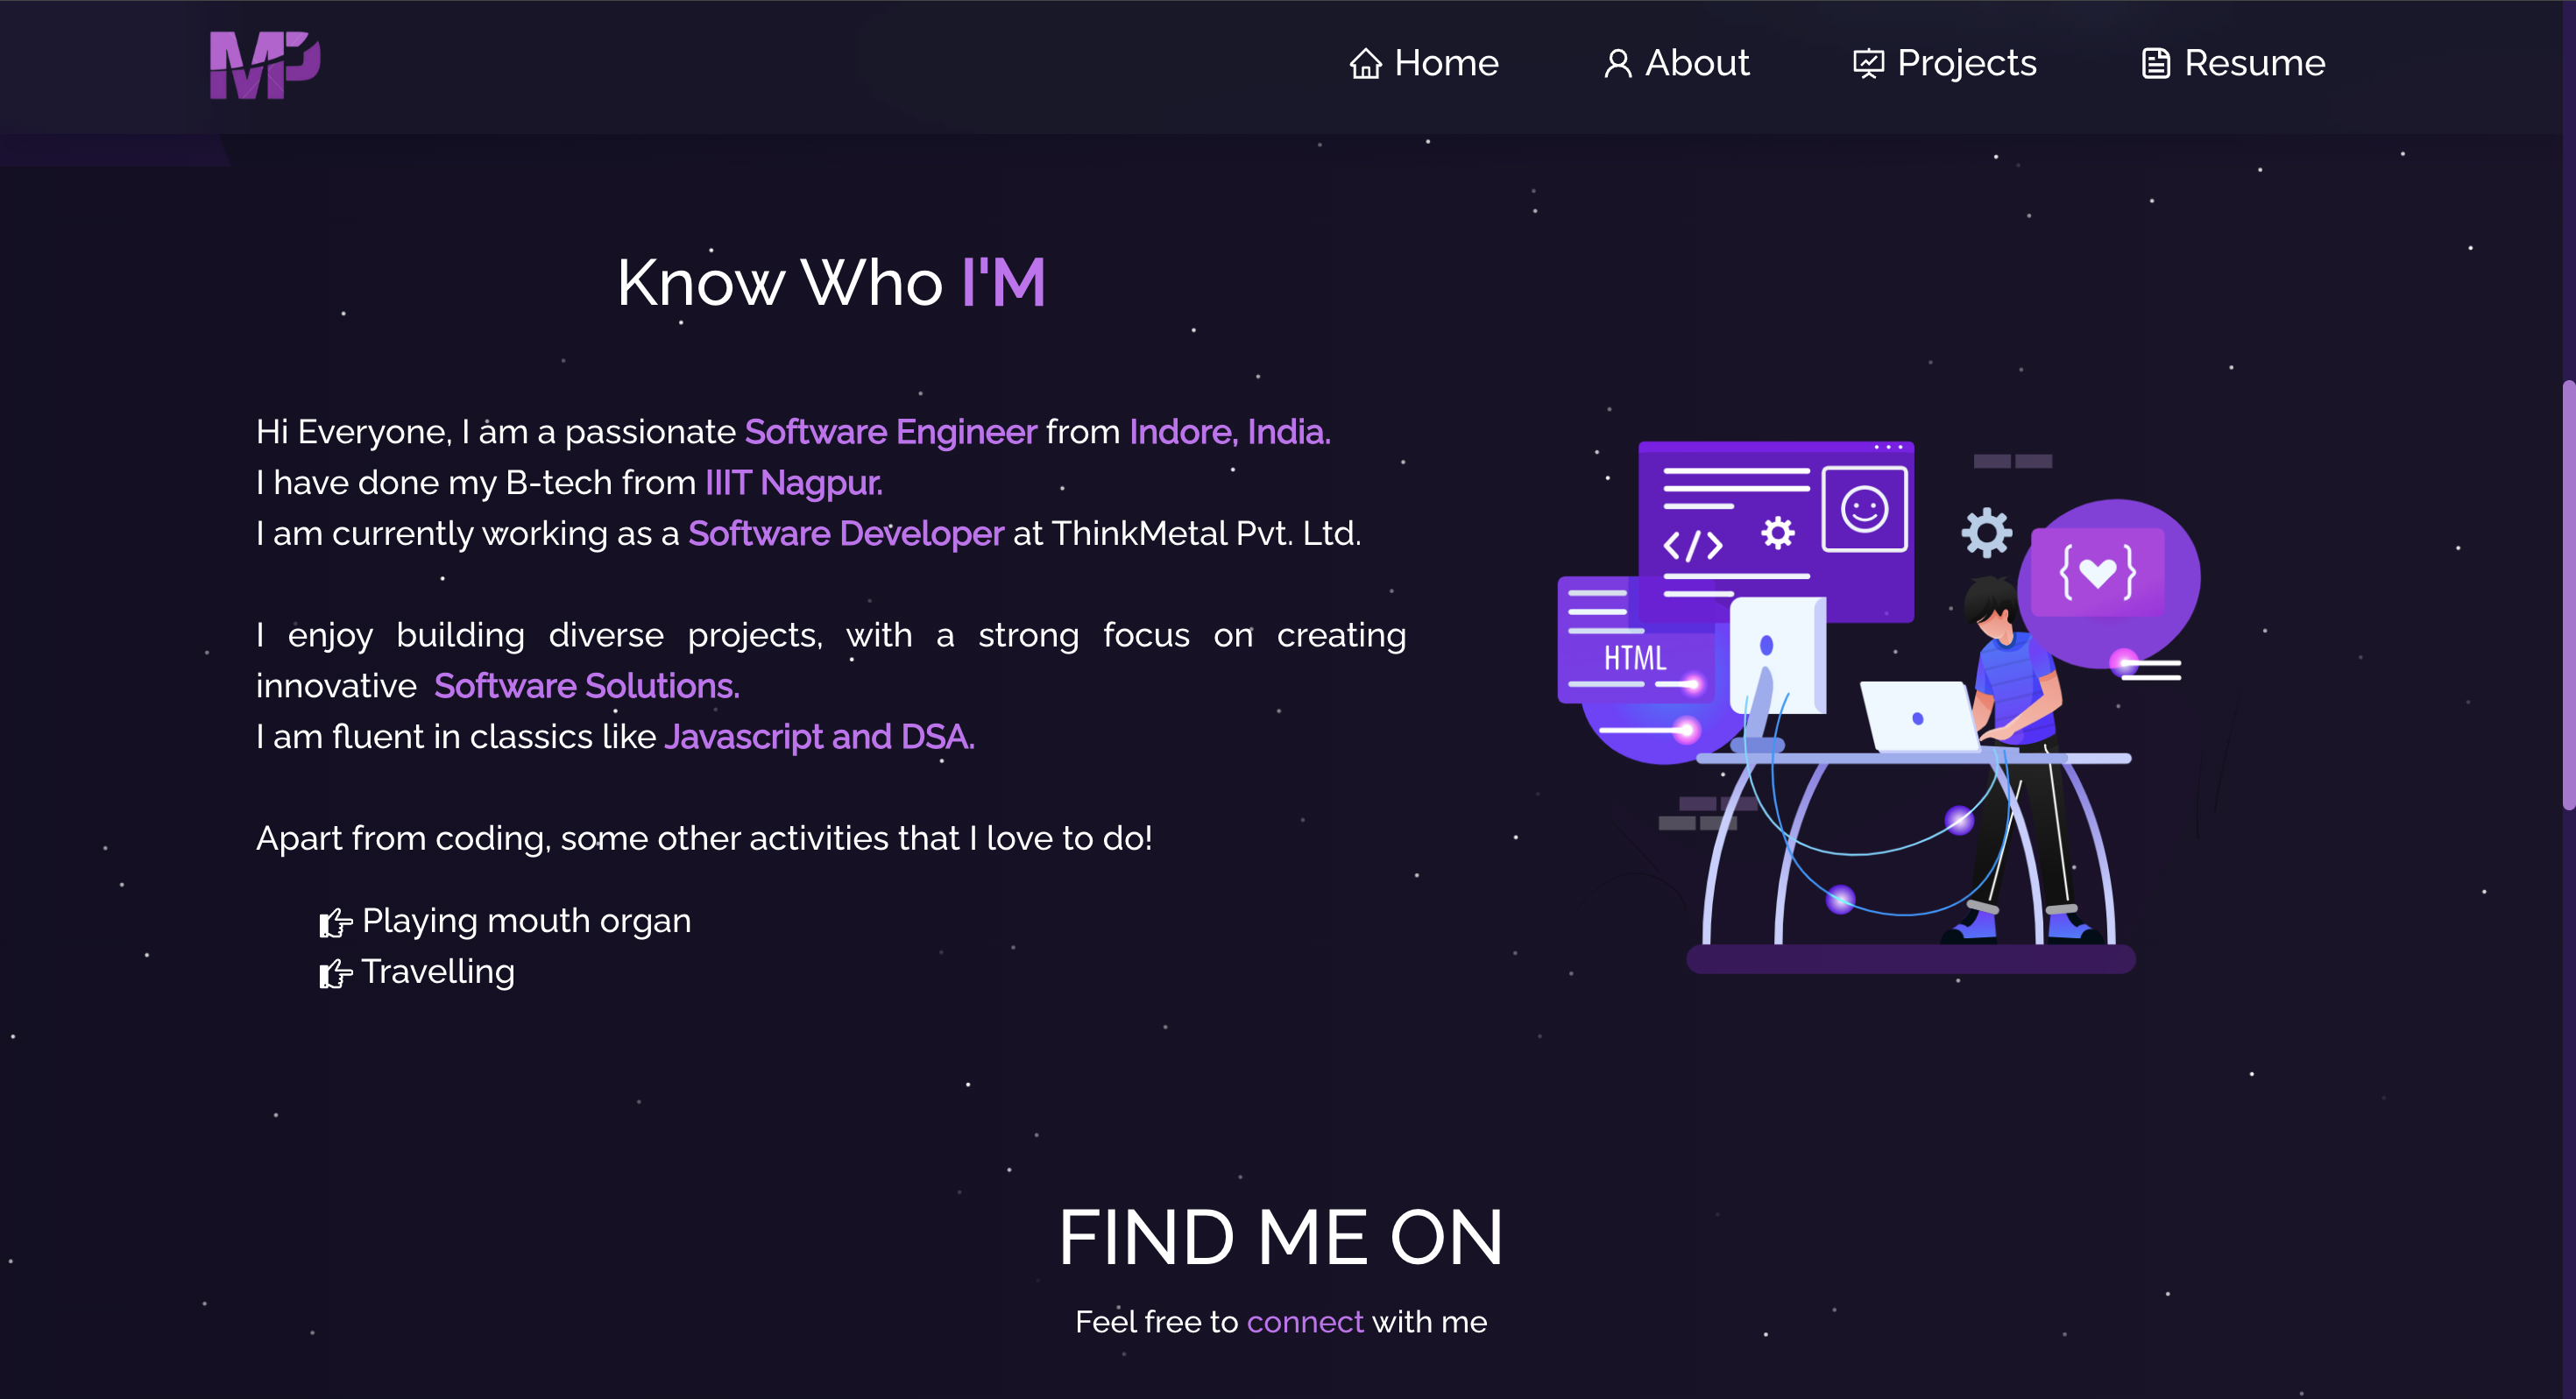 MP
Home
About
Projects
Resume
Know Who I'M
Hi Everyone, I am a passionate Software Engineer from Indore, India.
I have done my B-tech from IIIT Nagpur.
I am currently working as a Software Developer at ThinkMetal Pvt. Ltd.
I enjoy building diverse projects, with a strong focus on creating
innovative Software Solutions.
I am fluent in classics like Javascript and DSA.
Apart from coding, some other activities that I love to do!
Playing mouth organ
Travelling
</>
{ }
HTML
FIND ME ON
Feel free to connect with me